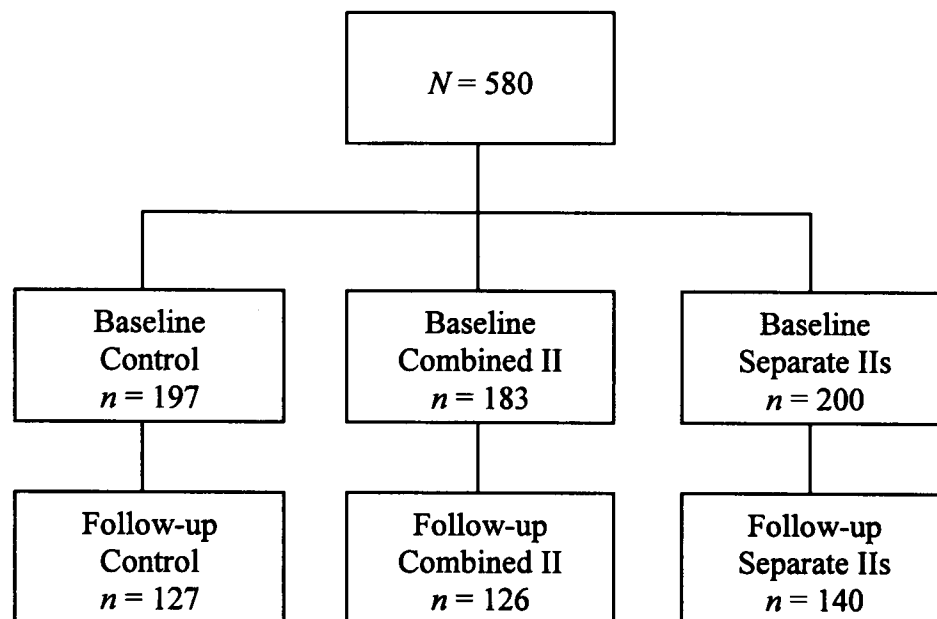 N = 580
Baseline
Control
n = 197
Baseline
Combined II
n = 183
Baseline
Separate IIs
n = 200
Follow-up
Control
n = 127
Follow-up
Combined II
n = 126
Follow-up
Separate IIs
n = 140